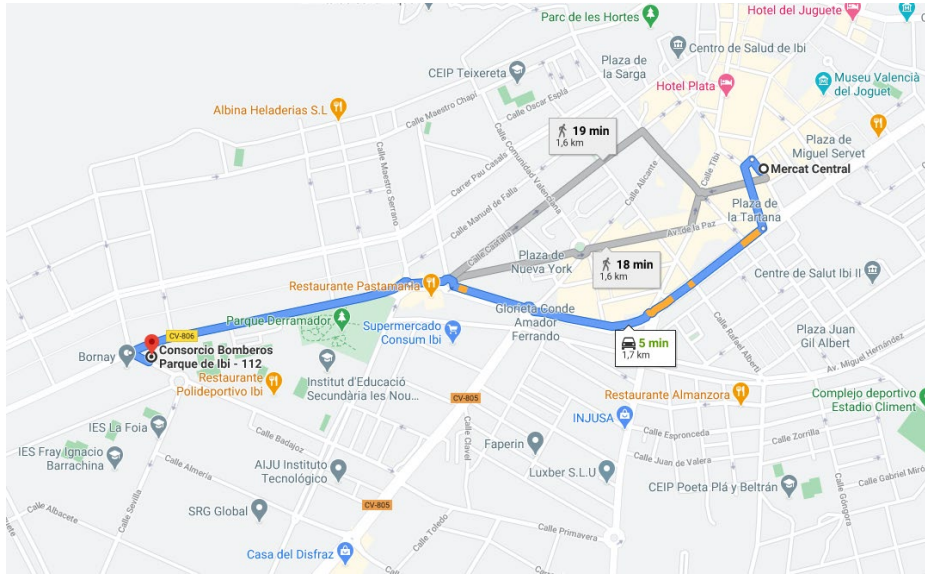 Hotel del Juguete
Parc de les Hortes
Centro de Salud de Ibi
Plaza de
la Sarga
CEIP Teixereta
Hotel Plata
Museu Valencià
del Joguet
Calle Maestro Chapi
Calle Oscar Espla
Albina Heladerias S.L
19 min
1,6 km
Plaza de
Miguel Servet
Calle Comunidad Valenciana
Calle Tibi
Carrer Pau Casals
Calle Alicante
Mercat Central
Calle Maestro Serrano
Calle Manuel de Falla
Plaza de
la Tartana
Calle Castalla
Av. de la Paz
Plaza de
Nueva York
18 min
1,6 km
Centre de Salut Ibi II
Restaurante Pastamanía
Glorieta Conde
Amador
Ferrando
Parque Derramador
Supermercado
Consum Ibi
CV-806
Plaza Juan
Gil Albert
Calle Rafael Alberti
5 min
1,7 km
Bornay
Consorcio Bomberos
Parque de Ibi - 112
Av. Miguel Hernández
Restaurante
Polideportivo Ibi
Institut d'Educació
Secundària les Nou...
Restaurante Almanzora
Complejo deportivo
Estadio Climent
CV-805
INJUSA
IES La Foia
Calle Espronceda
Calle Zorrilla
Calle Badajoz
Calle Clavel
Faperin
IES Fray Ignacio
Barrachina
Calle Juan de Valera
Calle Almería
AIJU Instituto
Tecnológico
Luxber S.L.U
CEIP Poeta Plá y Beltrán
Calle Gabriel Miró
Calle Góngora
Calle Sevilla
CV-805
Calle Albacete
SRG Global
Calle Toledo
Calle Primavera
Casa del Disfraz